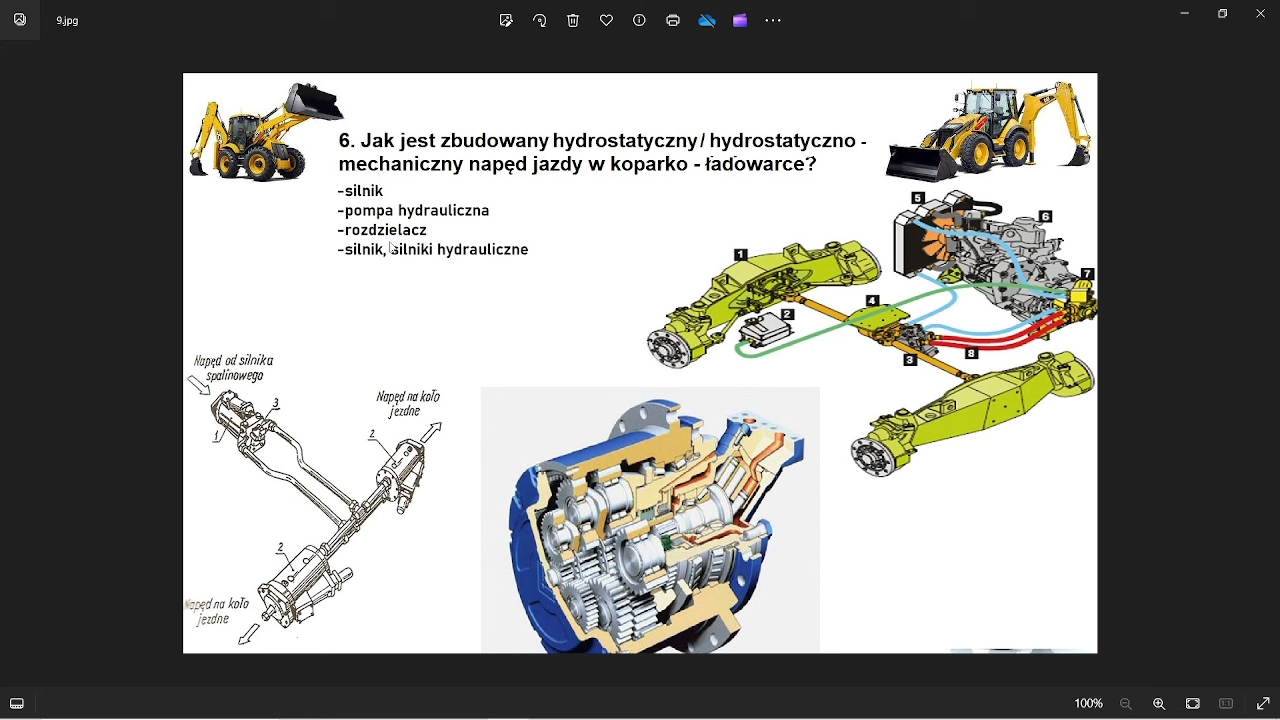 9.jpg
6. Jak jest zbudowany hydrostatyczny / hydrostatyczno -
mechaniczny napęd jazdy w koparko - ładowarce?
-silnik
-pompa hydrauliczna
-rozdzielacz
-silnik, silniki hydrauliczne
5
6
1
7
2
4
3
8
Napęd od silnika
spalinowego
3
1
Napęd na koło
jezdne
2
2
Napęd na koło
jezdne
100%